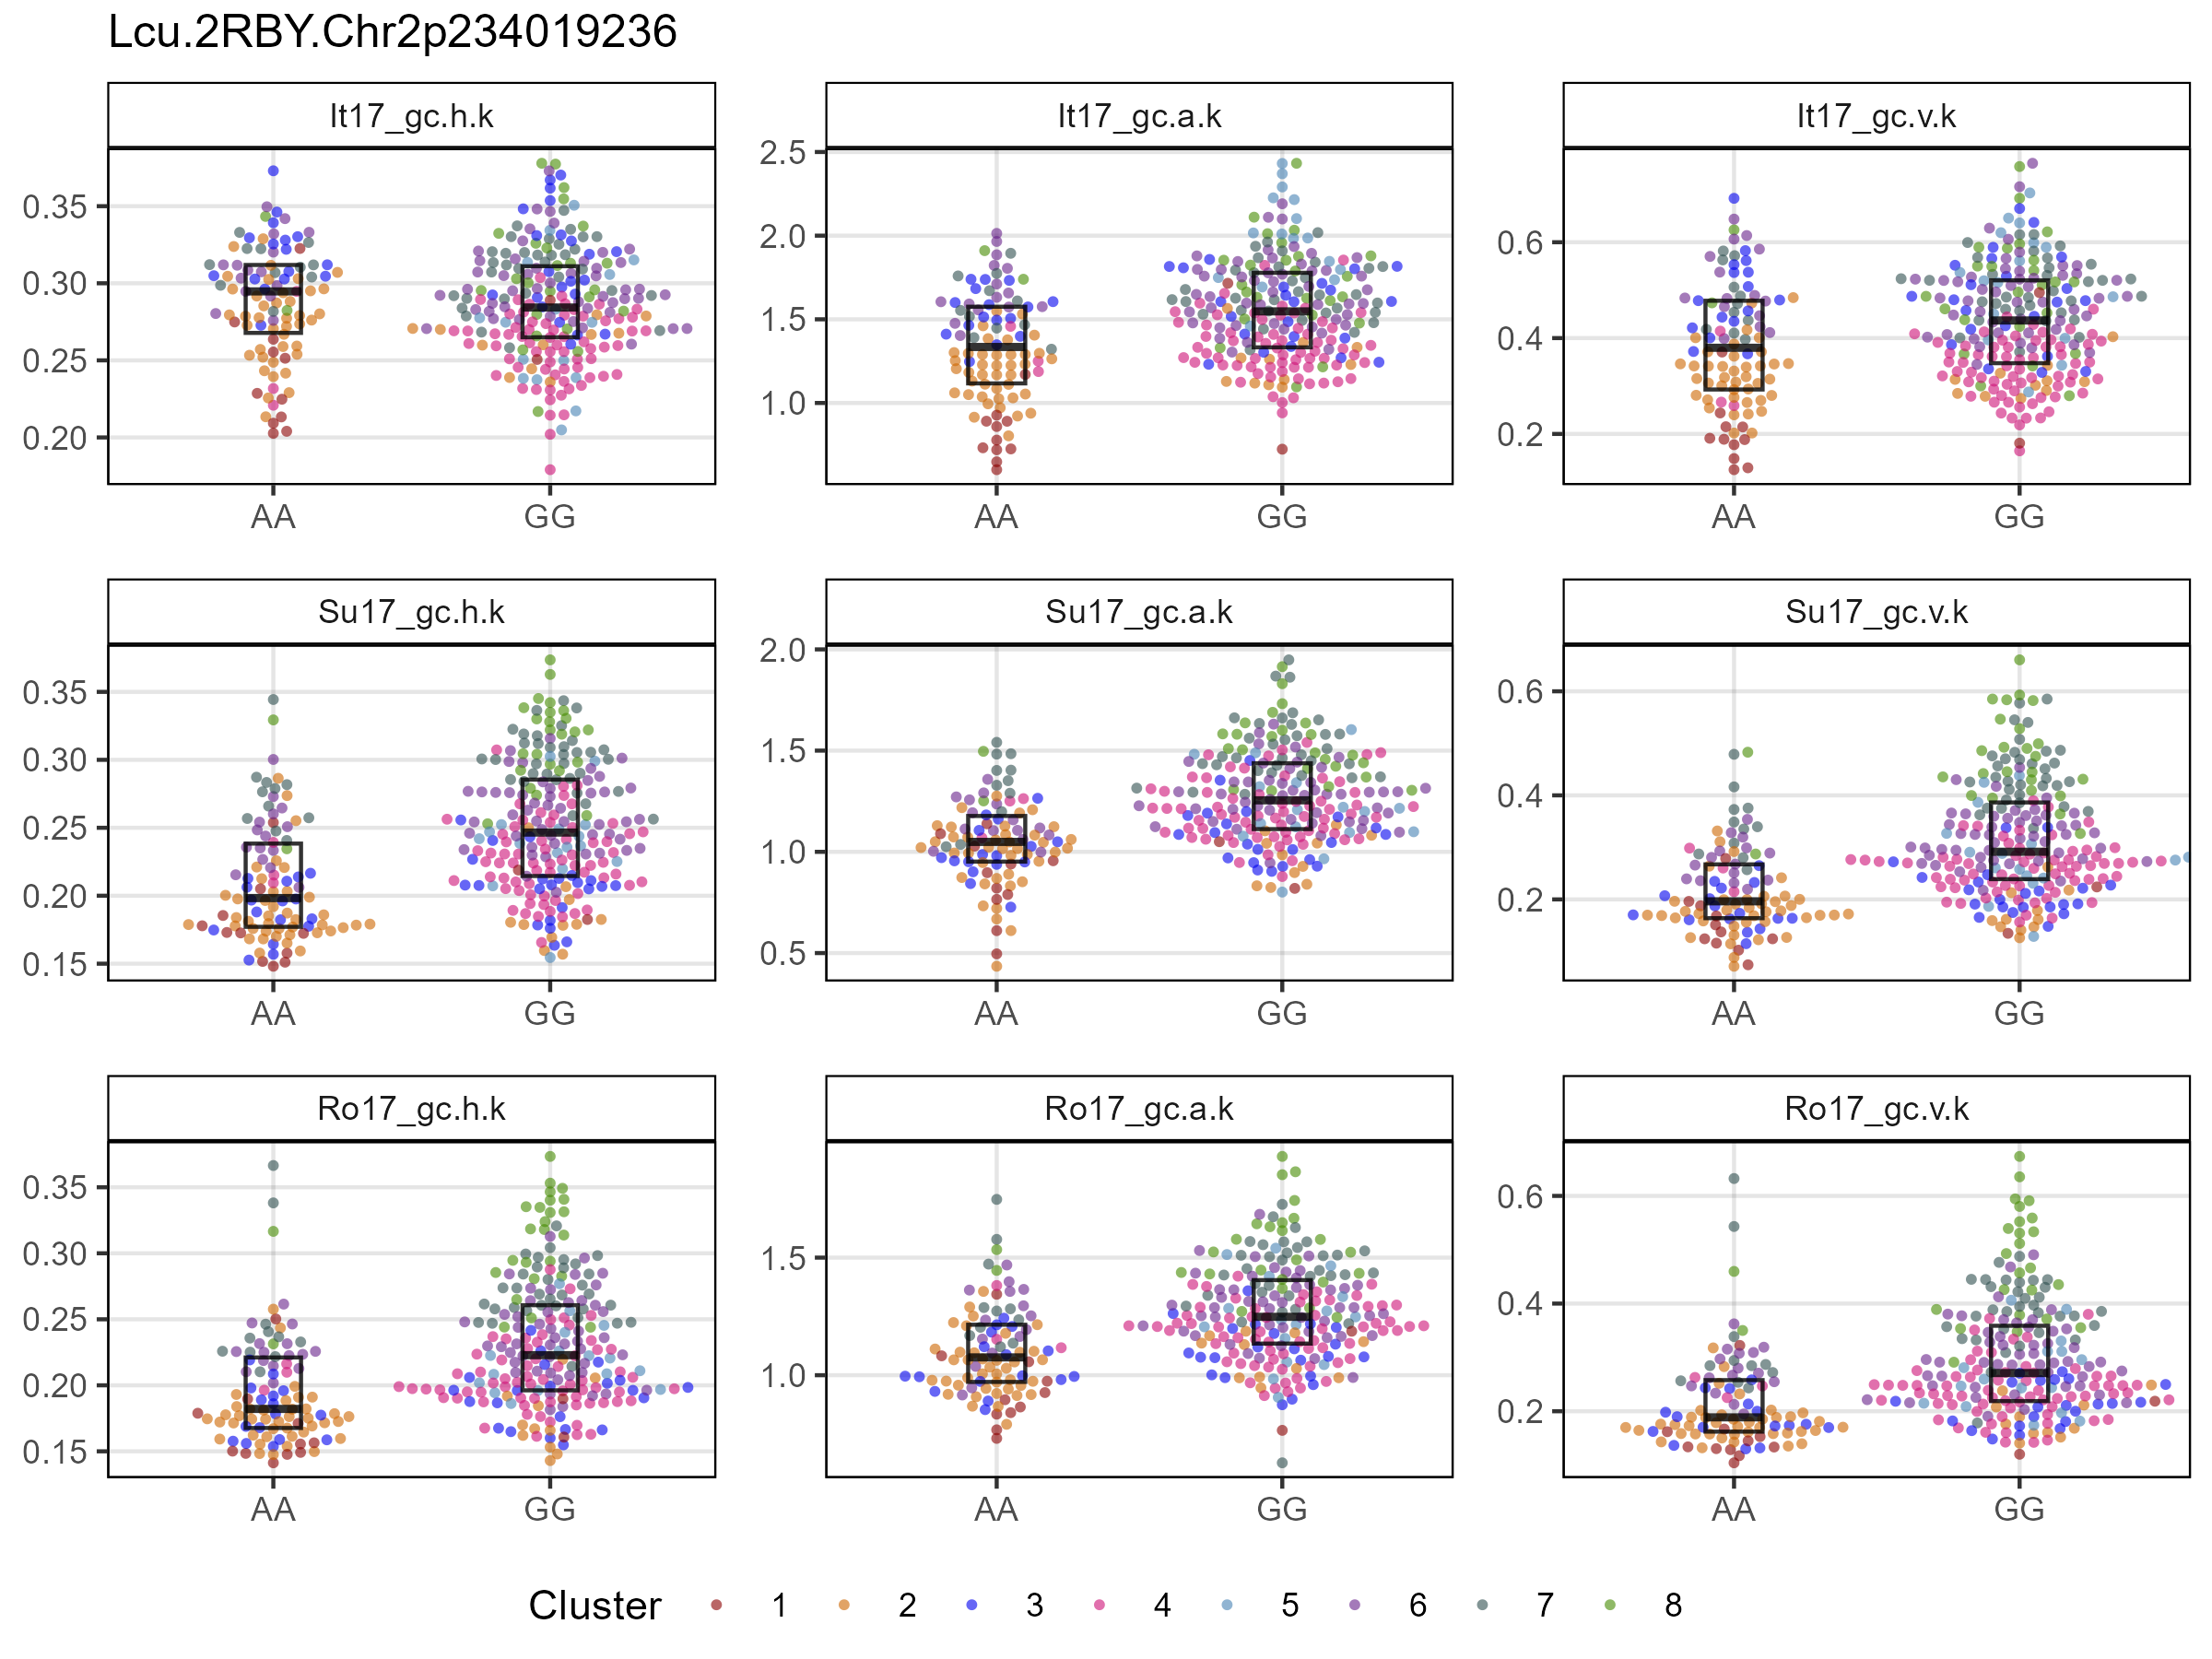 Lcu.2RBY.Chr2p234019236
It17_gc.h.k
It17_gc.a.k
It17_gc.v.k
0.35
0.30
0.25
0.20
2.5
2.0
1.5
1.0
0.6
0.4
0.2
AA GG
AA GG
AA GG
Su17_gc.h.k
Su17_gc.a.k
Su17_gc.v.k
0.35
0.30
0.25
0.20
0.15
2.0
1.5
1.0
0.5
0.6
0.4
0.2
AA GG
AA GG
AA GG
Ro17_gc.h.k
Ro17_gc.a.k
Ro17_gc.v.k
0.35
0.30
0.25
0.20
0.15
1.5
1.0
0.6
0.4
0.2
AA GG
AA GG
AA GG
Cluster 1 2 3 4 5 6 7 8